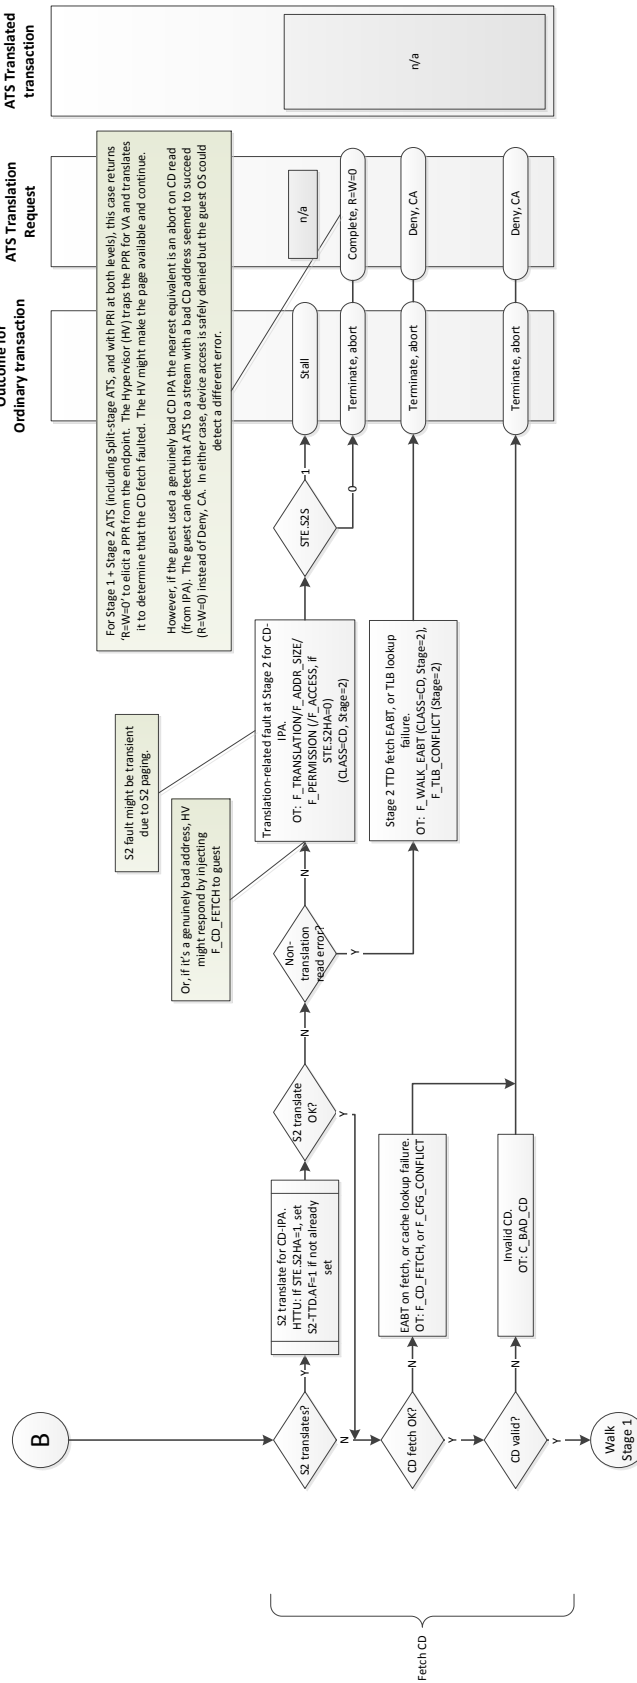 Outcome for
Ordinary transaction
ATS Translation
Request
ATS Translated
transaction
B
For Stage 1 + Stage 2 ATS (including Split-stage ATS, and with PRI at both levels), this case returns
'R=W=0' to elicit a PPR from the endpoint. The Hypervisor (HV) traps the PPR for VA and translates
it to determine that the CD fetch faulted. The HV might make the page available and continue.
However, if the guest used a genuinely bad CD IPA the nearest equivalent is an abort on CD read
(from IPA). The guest can detect that ATS to a stream with a bad CD address seemed to succeed
(R=W=0) instead of Deny, CA. In either case, device access is safely denied but the guest OS could
detect a different error.
S2 fault might be transient
due to S2 paging.
Or, if it's a genuinely bad address, HV
might respond by injecting
F_CD_FETCH to guest
Fetch CD
S2 translates?
Y
N
S2 translate for CD-IPA.
HTTU: If STE.S2HA=1, set
S2-TTD.AF=1 if not already
set
S2 translate
OK?
N
Y
Non-
translation
read error?
N
Y
Translation-related fault at Stage 2 for CD-
IPA.
OT: F_TRANSLATION/F_ADDR_SIZE/
F_PERMISSION (/F_ACCESS, if
STE.S2HA=0)
(CLASS=CD, Stage=2)
STE.S2S
1
0
Stall
n/a
n/a
Terminate, abort
Complete, R=W=0
Stage 2 TTD fetch EABT, or TLB lookup
failure.
OT: F_WALK_EABT (CLASS=CD, Stage=2),
F_TLB_CONFLICT (Stage=2)
Terminate, abort
Deny, CA
CD fetch OK?
N
Y
EABT on fetch, or cache lookup failure.
OT: F_CD_FETCH, or F_CFG_CONFLICT
CD valid?
N
Y
Invalid CD.
OT: C_BAD_CD
Terminate, abort
Deny, CA
Walk
Stage 1